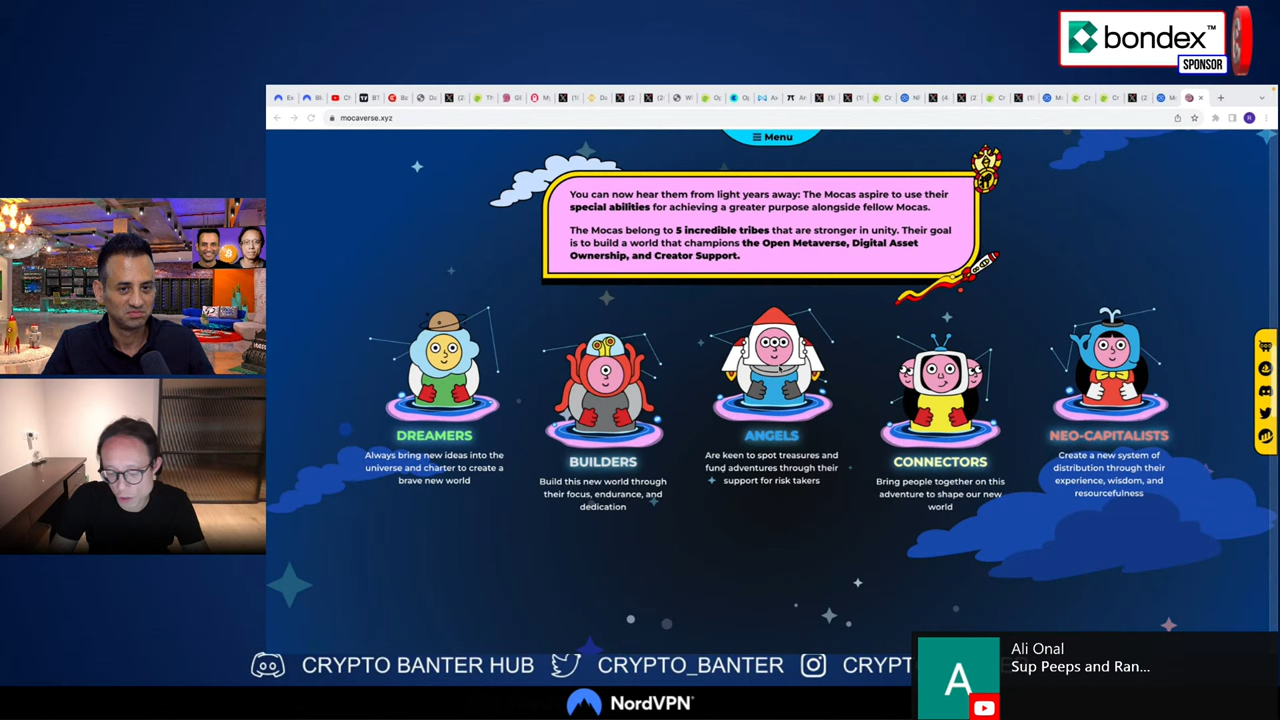 bondex™
SPONSOR
mocaverse.xyz
Menu
You can now hear them from light years away: The Mocas aspire to use their
special abilities for achieving a greater purpose alongside fellow Mocas.
The Mocas belong to 5 incredible tribes that are stronger in unity. Their goal
is to build a world that champions the Open Metaverse, Digital Asset
Ownership, and Creator Support.
DREAMERS
Always bring new ideas into the
universe and charter to create a
brave new world
BUILDERS
Build this new world through
their focus, endurance, and
dedication
ANGELS
Are keen to spot treasures and
fund adventures through their
support for risk takers
CONNECTORS
Bring people together on this
adventure to shape our new
world
NEO-CAPITALISTS
Create a new system of
distribution through their
experience, wisdom, and
resourcefulness
CRYPTO BANTER HUB
CRYPTO_BANTER
A
Ali Onal
Sup Peeps and Ran...
NordVPN®